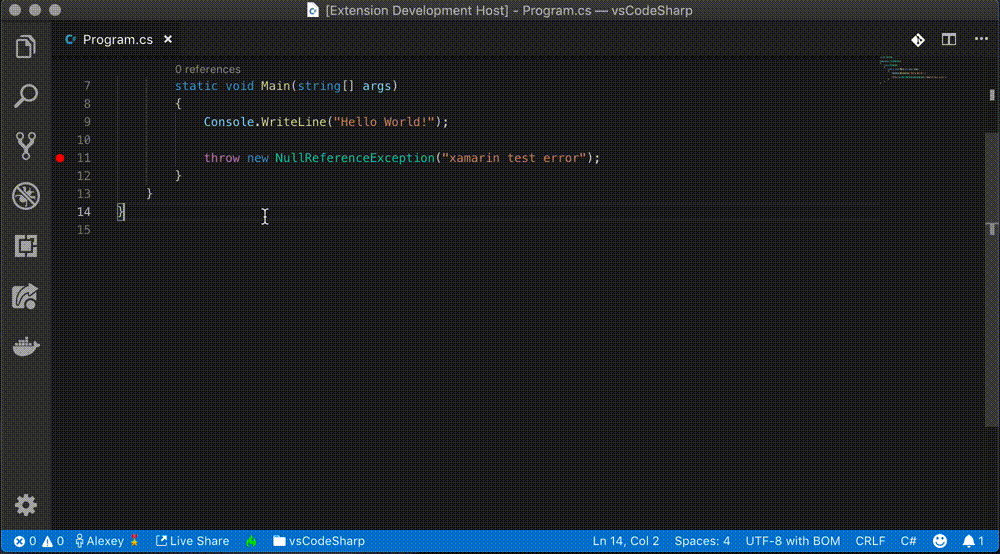 [Extension Development Host] - Program.cs — vsCodeSharp
Program.cs
0 references
7 static void Main(string[] args)
8 {
9 Console.WriteLine("Hello World!");
10
11 throw new NullReferenceException("xamarin test error");
12 }
13 }
14 }
15
0 0 Alexey Live Share vsCodeSharp Ln 14, Col 2 Spaces: 4 UTF-8 with BOM CRLF C# 1